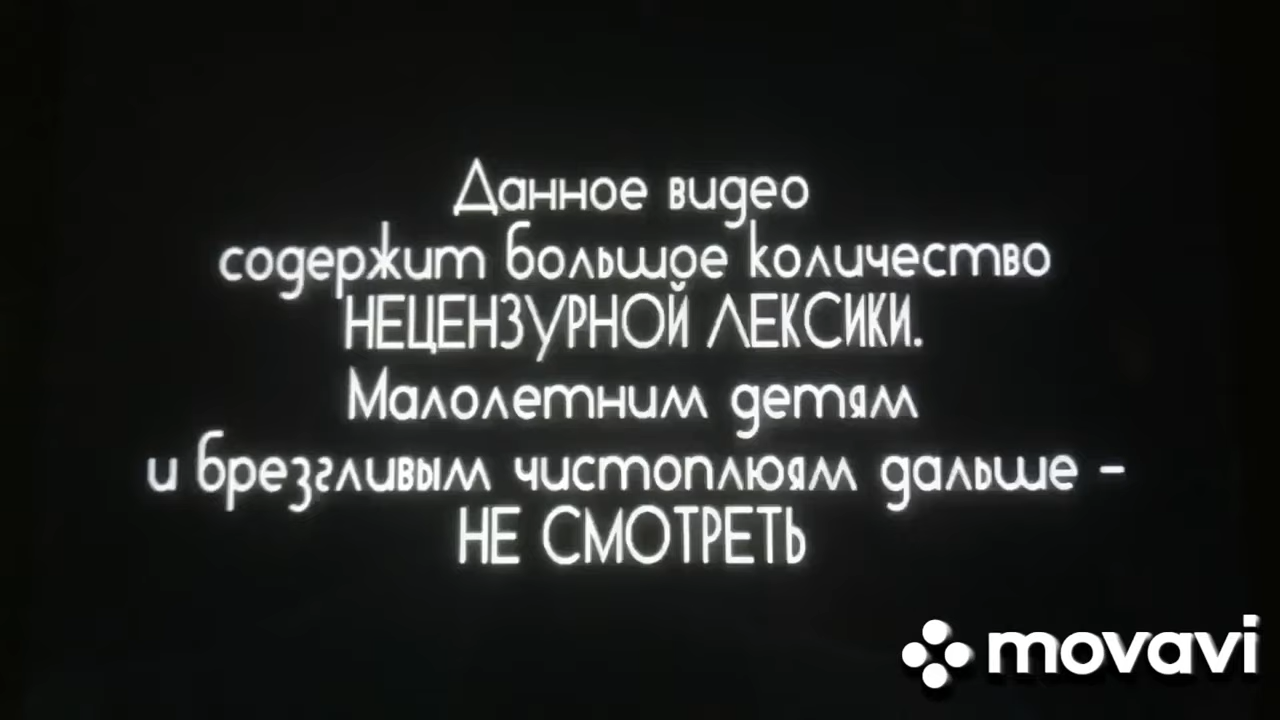 Данное видео
содержит большое количество
НЕЦЕНЗУРНОЙ ЛЕКСИКИ.
Малолетним детям
и брезгливым чистоплюям дальше -
НЕ СМОТРЕТЬ
movavi